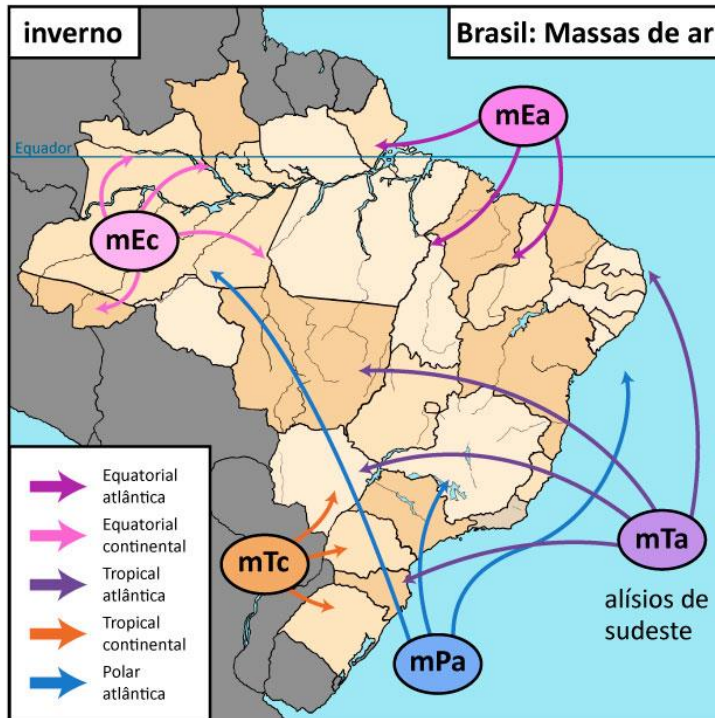 inverno
Brasil: Massas de ar
mEa
Equador
mEc
mTc
mTa
alísios de
sudeste
mPa
Equatorial
atlântica
Equatorial
continental
Tropical
atlântica
Tropical
continental
Polar
atlântica